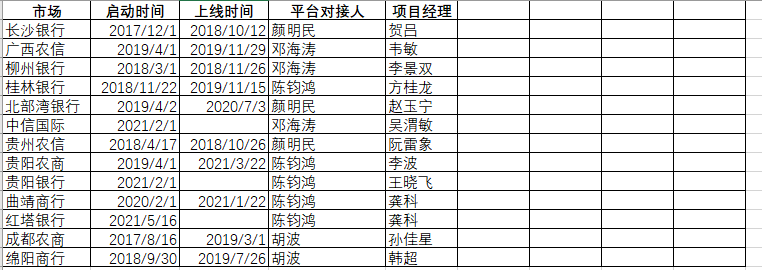 市场 启动时间 上线时间 平台对接人 项目经理
长沙银行 2017/12/1 2018/10/12 颜明民 贺吕
广西农信 2019/4/1 2019/11/29 邓海涛 韦敏
柳州银行 2018/3/1 2018/11/26 邓海涛 李景双
桂林银行 2018/11/22 2019/11/15 陈钧鸿 方桂龙
北部湾银行 2019/4/2 2020/7/3 颜明民 赵玉宁
中信国际 2021/2/1 邓海涛 吴渭敏
贵州农信 2018/4/17 2018/10/26 颜明民 阮雷象
贵阳农商 2019/4/1 2021/3/22 陈钧鸿 李波
贵阳银行 2021/2/1 陈钧鸿 王晓飞
曲靖商行 2020/2/1 2021/1/22 陈钧鸿 龚科
红塔银行 2021/5/16 陈钧鸿 龚科
成都农商 2017/8/16 2019/3/1 胡波 孙佳星
绵阳商行 2018/9/30 2019/7/26 胡波 韩超